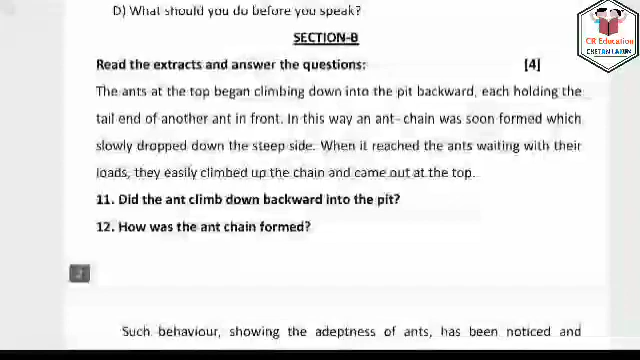 D) What should you do before you speak?
SECTION-B
CR Education
CHETAN LALUN
Read the extracts and answer the questions: [4]
The ants at the top began climbing down into the pit backward, each holding the
tail end of another ant in front. In this way an ant- chain was soon formed which
slowly dropped down the steep side. When it reached the ants waiting with their
loads, they easily climbed up the chain and came out at the top.
11. Did the ant climb down backward into the pit?
12. How was the ant chain formed?
Such behaviour, showing the adeptness of ants, has been noticed and